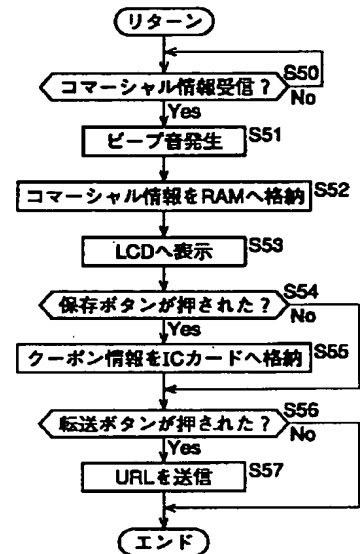 リターン
コマーシャル情報受信？ S50
No
Yes
ビープ音発生 S51
コマーシャル情報をRAMへ格納 S52
LCDへ表示 S53
保存ボタンが押された？ S54
No
Yes
クーポン情報をICカードへ格納 S55
転送ボタンが押された？ S56
No
Yes
URLを送信 S57
エンド